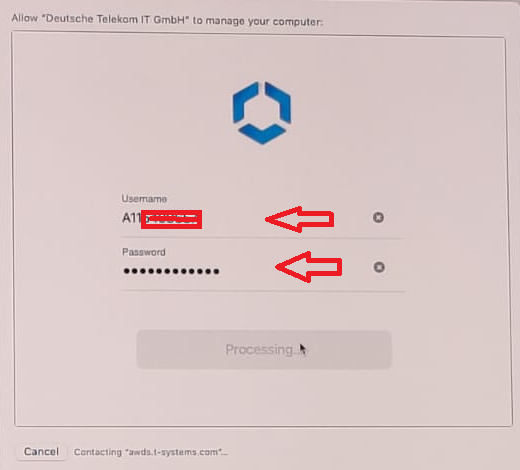 Allow "Deutsche Telekom IT GmbH" to manage your computer:
Username
A11
Password
••••••••••••
Processing...
Cancel
Contacting "awds.t-systems.com"...